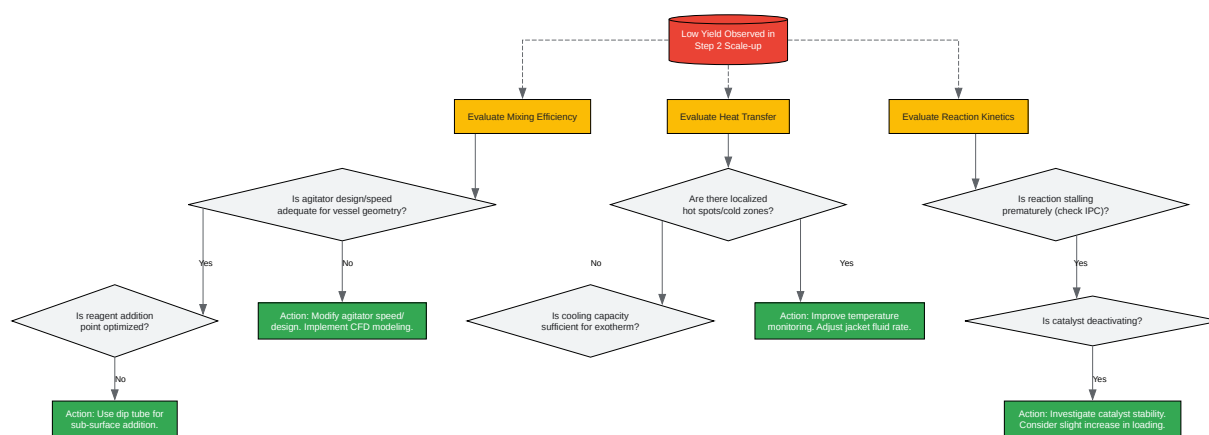 Low Yield Observed in
Step 2 Scale-up
Evaluate Mixing Efficiency
Evaluate Heat Transfer
Evaluate Reaction Kinetics
Is agitator design/speed
adequate for vessel geometry?
Are there localized
hot spots/cold zones?
Is reaction stalling
prematurely (check IPC)?
Yes
No
No
Yes
Yes
Is reagent addition
point optimized?
Action: Modify agitator speed/
design. Implement CFD modeling.
Is cooling capacity
sufficient for exotherm?
Action: Improve temperature
monitoring. Adjust jacket fluid rate.
Is catalyst deactivating?
No
Yes
Action: Use dip tube for
sub-surface addition.
Action: Investigate catalyst stability.
Consider slight increase in loading.